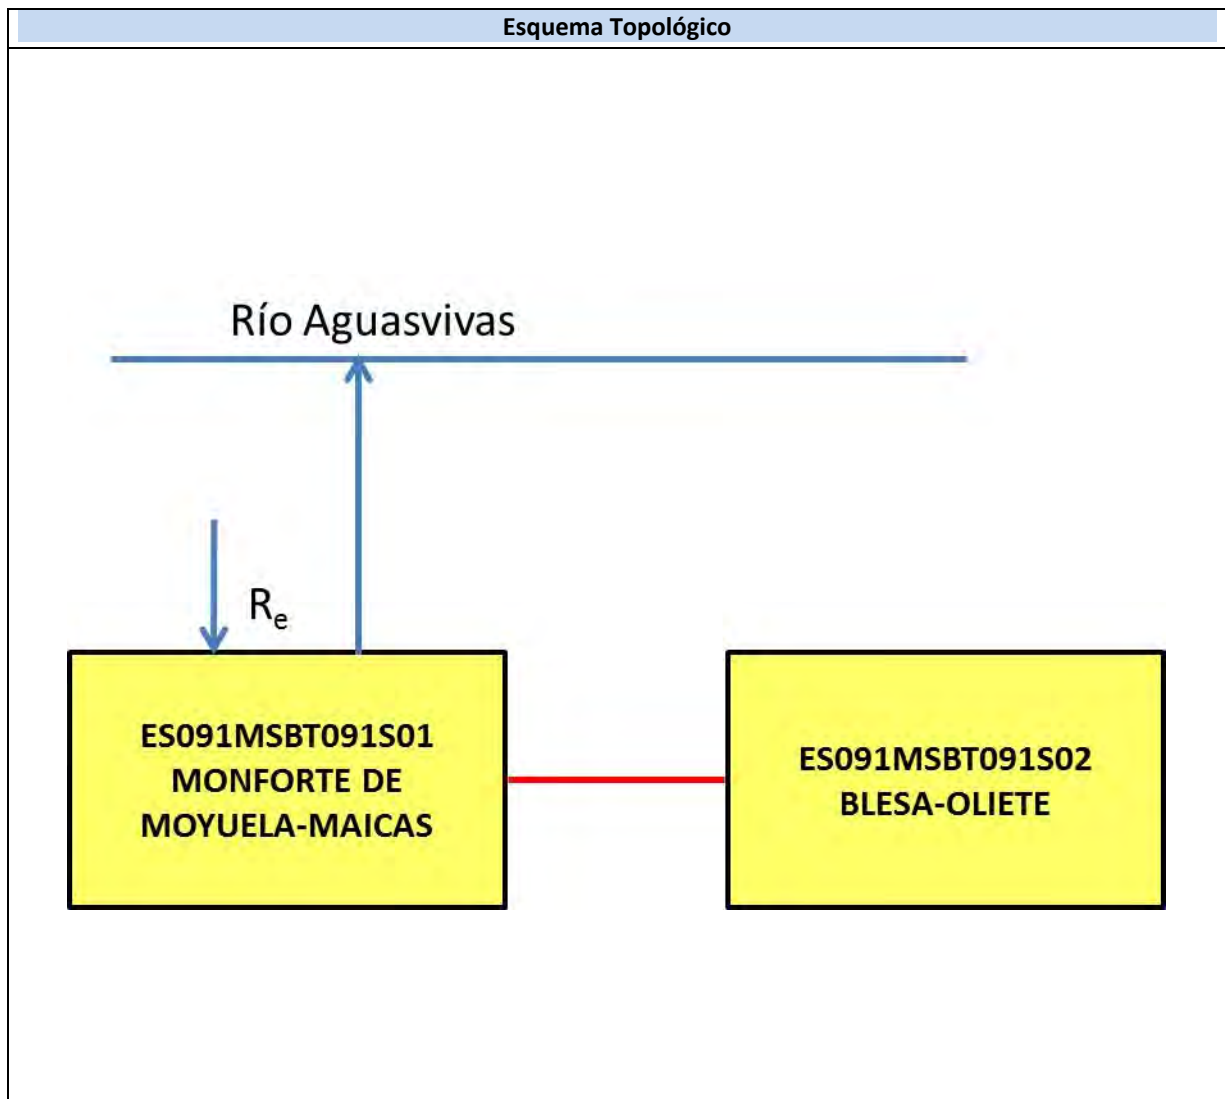 Esquema Topológico
Río Aguasvivas
Re
ES091MSBT091S01
MONFORTE DE
MOYUELA-MAICAS
ES091MSBT091S02
BLESA-OLIETE